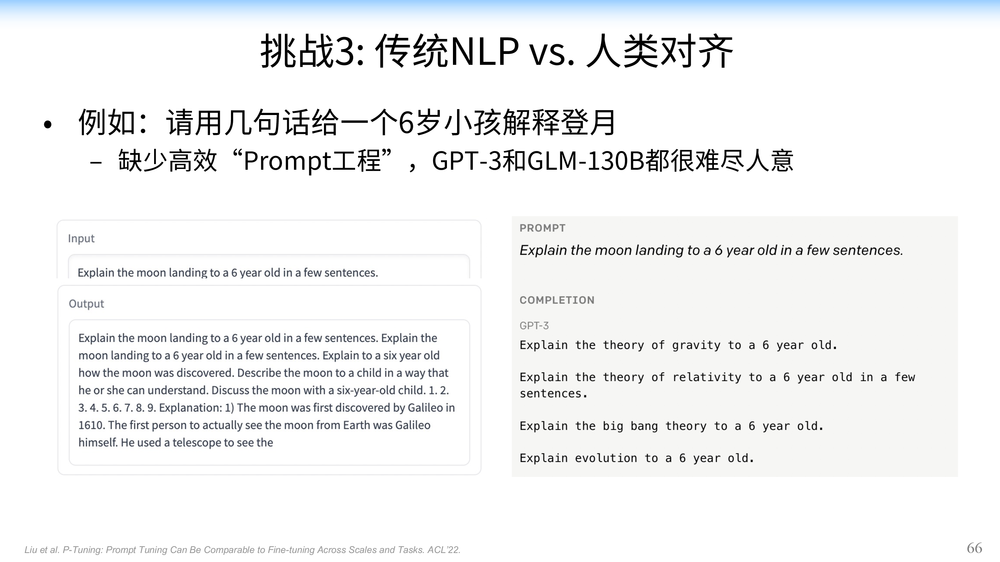 挑战3: 传统NLP vs. 人类对齐
• 例如：请用几句话给一个6岁小孩解释登月
– 缺少高效“Prompt工程”，GPT-3和GLM-130B都很难尽人意
Input
Explain the moon landing to a 6 year old in a few sentences.
Output
Explain the moon landing to a 6 year old in a few sentences. Explain the
moon landing to a 6 year old in a few sentences. Explain to a six year old
how the moon was discovered. Describe the moon to a child in a way that
he or she can understand. Discuss the moon with a six-year-old child. 1. 2.
3. 4. 5. 6. 7. 8. 9. Explanation: 1) The moon was first discovered by Galileo in
1610. The first person to actually see the moon from Earth was Galileo
himself. He used a telescope to see the
PROMPT
Explain the moon landing to a 6 year old in a few sentences.
COMPLETION
GPT-3
Explain the theory of gravity to a 6 year old.
Explain the theory of relativity to a 6 year old in a few
sentences.
Explain the big bang theory to a 6 year old.
Explain evolution to a 6 year old.
Liu et al. P-Tuning: Prompt Tuning Can Be Comparable to Fine-tuning Across Scales and Tasks. ACL’22.
66